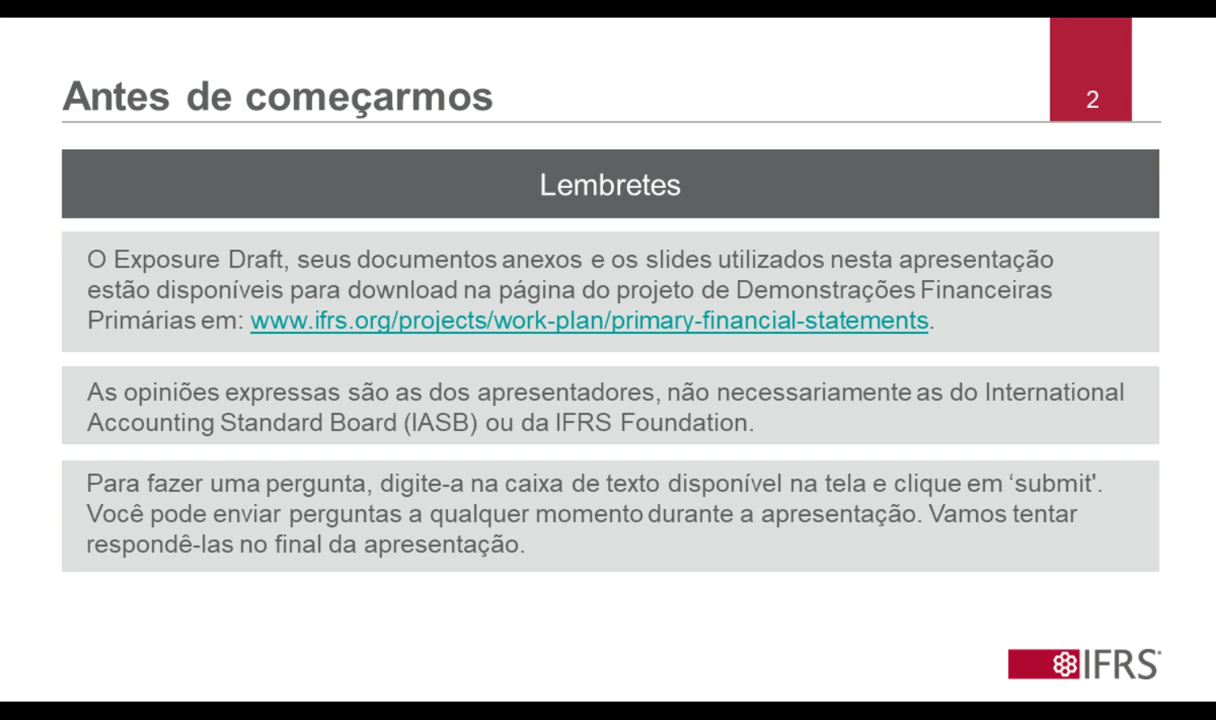 Antes de começarmos
2
Lembretes
O Exposure Draft, seus documentos anexos e os slides utilizados nesta apresentação
estão disponíveis para download na página do projeto de Demonstrações Financeiras
Primárias em: www.ifrs.org/projects/work-plan/primary-financial-statements.
As opiniões expressas são as dos apresentadores, não necessariamente as do International
Accounting Standard Board (IASB) ou da IFRS Foundation.
Para fazer uma pergunta, digite-a na caixa de texto disponível na tela e clique em ‘submit'.
Você pode enviar perguntas a qualquer momento durante a apresentação. Vamos tentar
respondê-las no final da apresentação.
IFRS